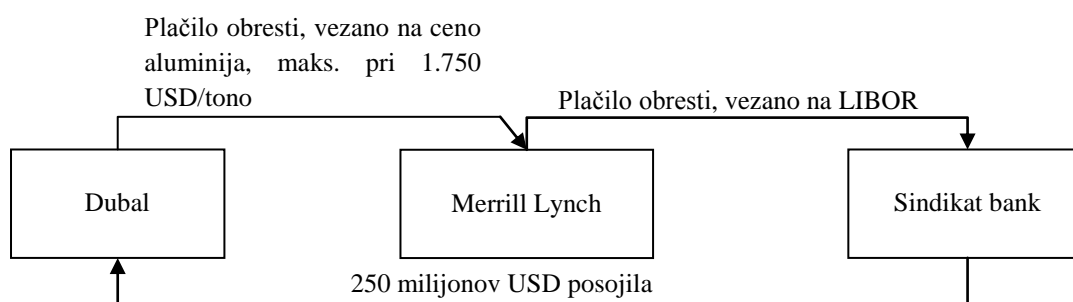 Plačilo obresti, vezano na ceno
aluminija, maks. pri 1.750
USD/tono
Plačilo obresti, vezano na LIBOR
Dubal
Merrill Lynch
Sindikat bank
250 milijonov USD posojila